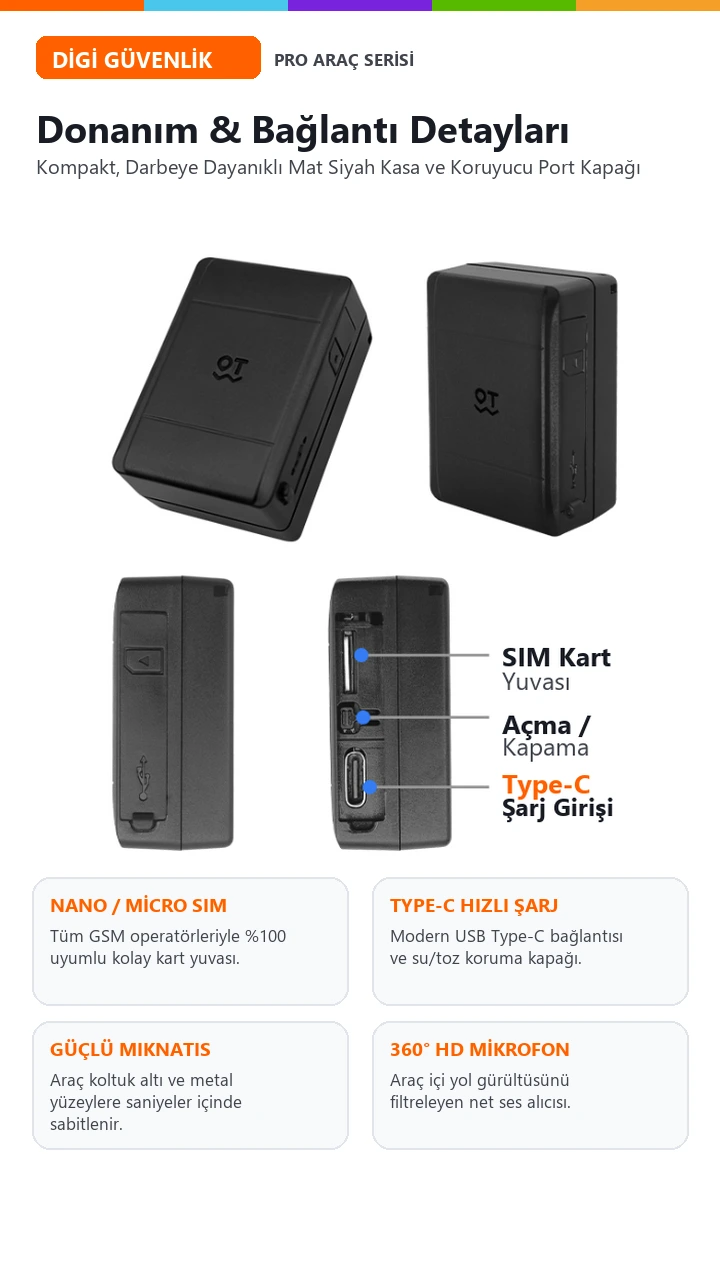 DİGİ GÜVENLİK
PRO ARAÇ SERİSİ
Donanım & Bağlantı Detayları
Kompakt, Darbeye Dayanıklı Mat Siyah Kasa ve Koruyucu Port Kapağı
OT
OT
SIM Kart
Yuvası
Açma /
Kapama
Type-C
Şarj Girişi
NANO / MİCRO SIM
Tüm GSM operatörleriyle %100
uyumlu kolay kart yuvası.
TYPE-C HIZLI ŞARJ
Modern USB Type-C bağlantısı
ve su/toz koruma kapağı.
GÜÇLÜ MIKNATIS
Araç koltuk altı ve metal
yüzeylere saniyeler içinde
sabitlenir.
360° HD MİKROFON
Araç içi yol gürültüsünü
filtreleyen net ses alıcısı.